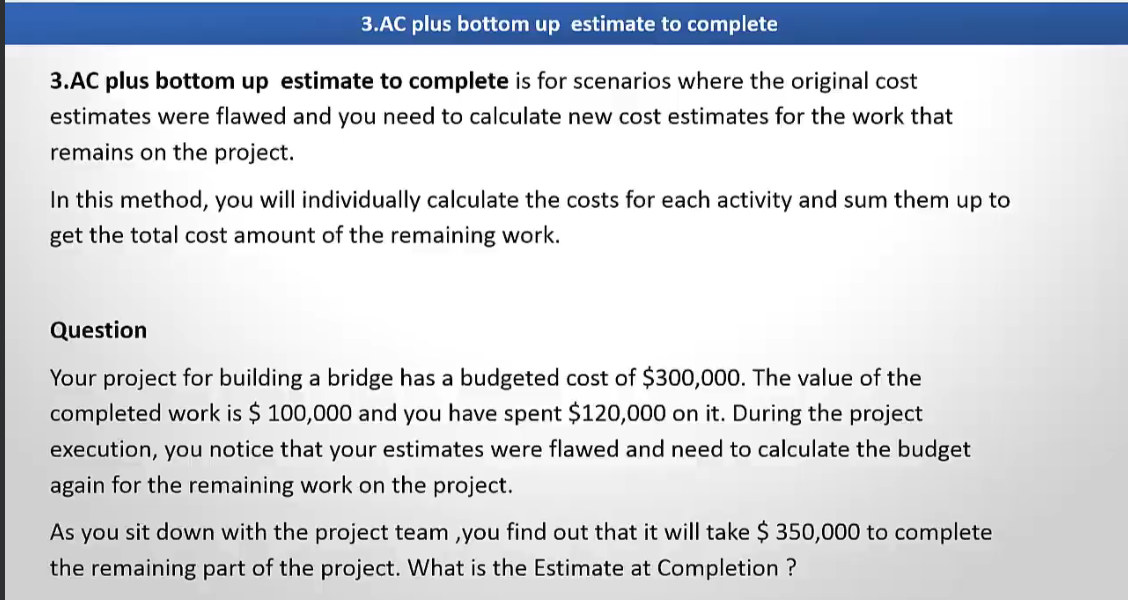 3.AC plus bottom up  estimate to complete
3.AC plus bottom up  estimate to complete is for scenarios where the original cost
estimates were flawed and you need to calculate new cost estimates for the work that
remains on the project.
In this method, you will individually calculate the costs for each activity and sum them up to
get the total cost amount of the remaining work.
Question
Your project for building a bridge has a budgeted cost of $300,000. The value of the
completed work is $ 100,000 and you have spent $120,000 on it. During the project
execution, you notice that your estimates were flawed and need to calculate the budget
again for the remaining work on the project.
As you sit down with the project team ,you find out that it will take $ 350,000 to complete
the remaining part of the project. What is the Estimate at Completion ?